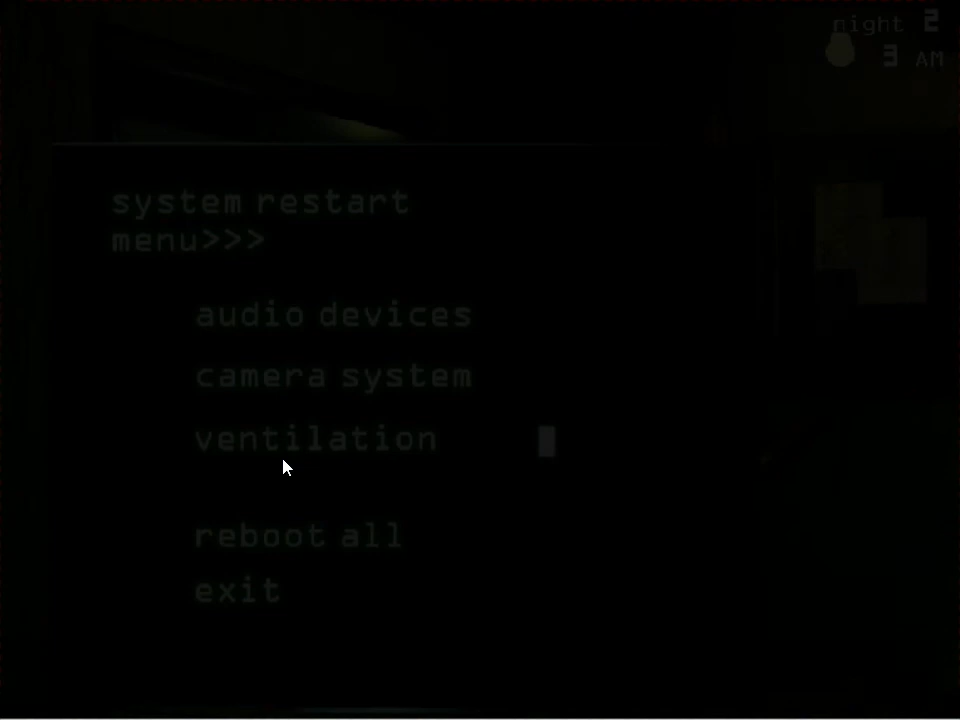 night 2
3 AM
system restart
menu>>>
audio devices
camera system
ventilation
reboot all
exit